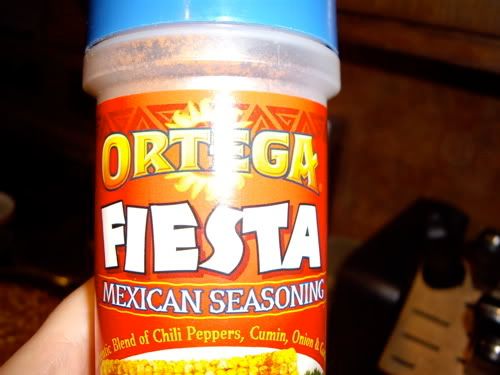 ORTEGA
FIESTA
MEXICAN SEASONING
Blend of Chili Peppers, Cumin, Onion &